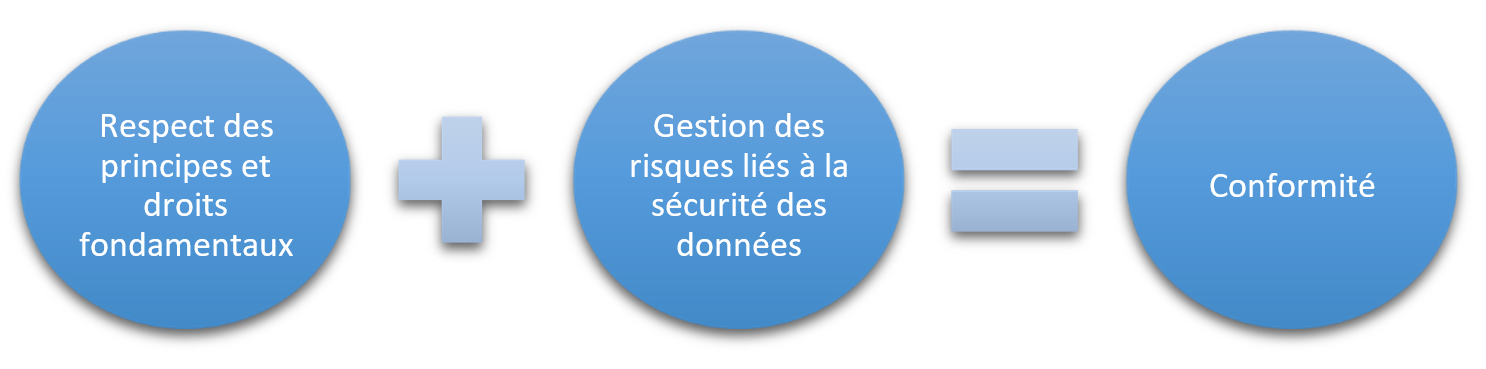 Respect des
principes et
droits
fondamentaux
Gestion des
risques liés à la
sécurité des
données
Conformité